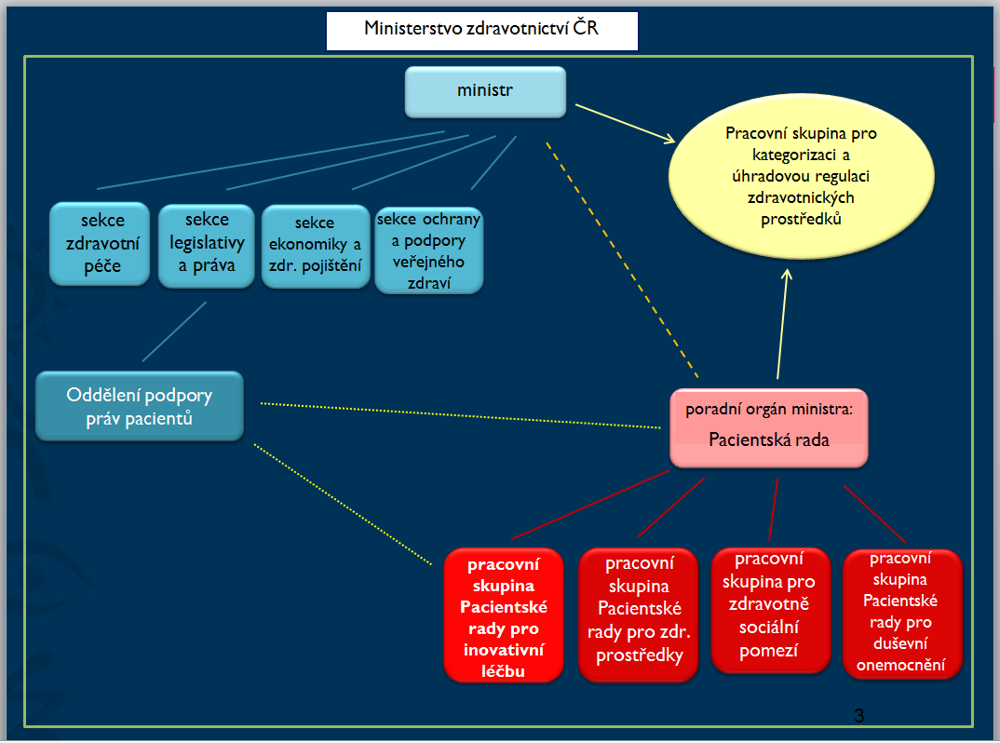 Ministerstvo zdravotnictví ČR
ministr
Pracovní skupina pro
kategorizaci a
úhradovou regulaci
zdravotnických
prostředků
sekce
zdravotní
péče
sekce
legislativy
a práva
sekce
ekonomiky a
zdr. pojištění
sekce ochrany
a podpory
veřejného
zdraví
Oddělení podpory
práv pacientů
poradní orgán ministra:
Pacientská rada
pracovní
skupina
Pacientské
rady pro
inovativní
léčbu
pracovní
skupina
Pacientské
rady pro zdr.
prostředky
pracovní
skupina pro
zdravotně
sociální
pomezí
pracovní
skupina
Pacientské
rady pro
duševní
onemocnění
3